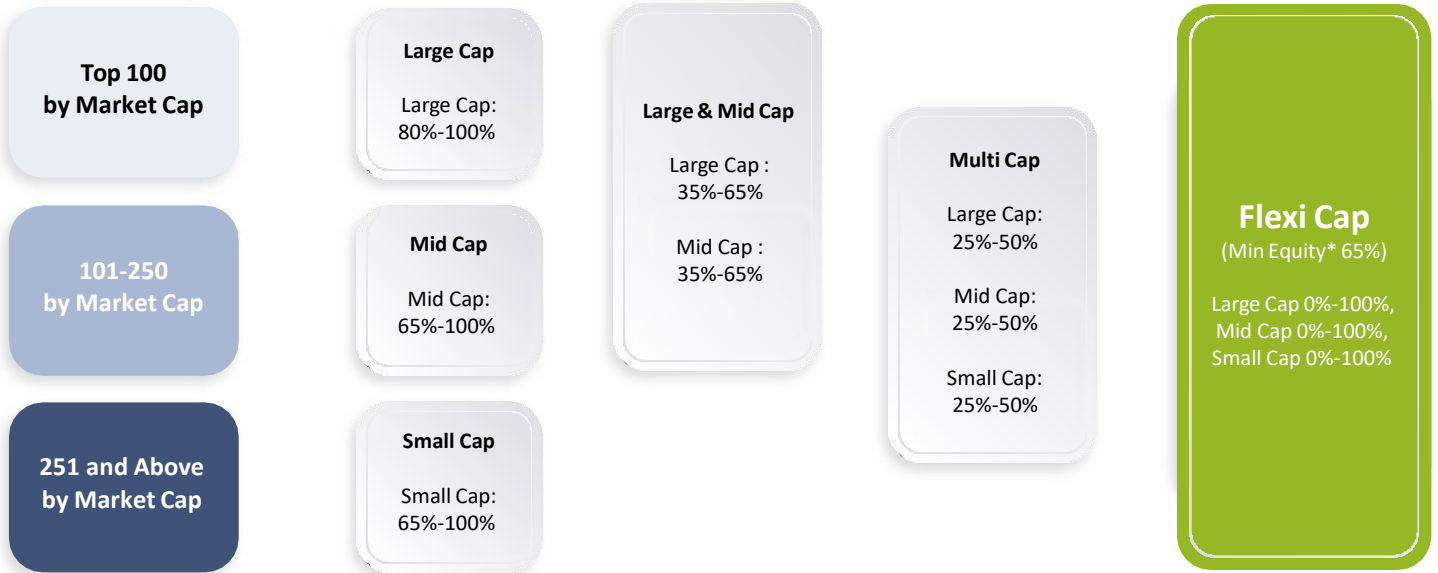 Top 100
by Market Cap
101-250
by Market Cap
251 and Above
by Market Cap
Large Cap
Large Cap:
80%-100%
Mid Cap
Mid Cap:
65%-100%
Small Cap
Small Cap:
65%-100%
Large & Mid Cap
Large Cap :
35%-65%
Mid Cap :
35%-65%
Multi Cap
Large Cap:
25%-50%
Mid Cap:
25%-50%
Small Cap:
25%-50%
Flexi Cap
(Min Equity* 65%)
Large Cap 0%-100%,
Mid Cap 0%-100%,
Small Cap 0%-100%